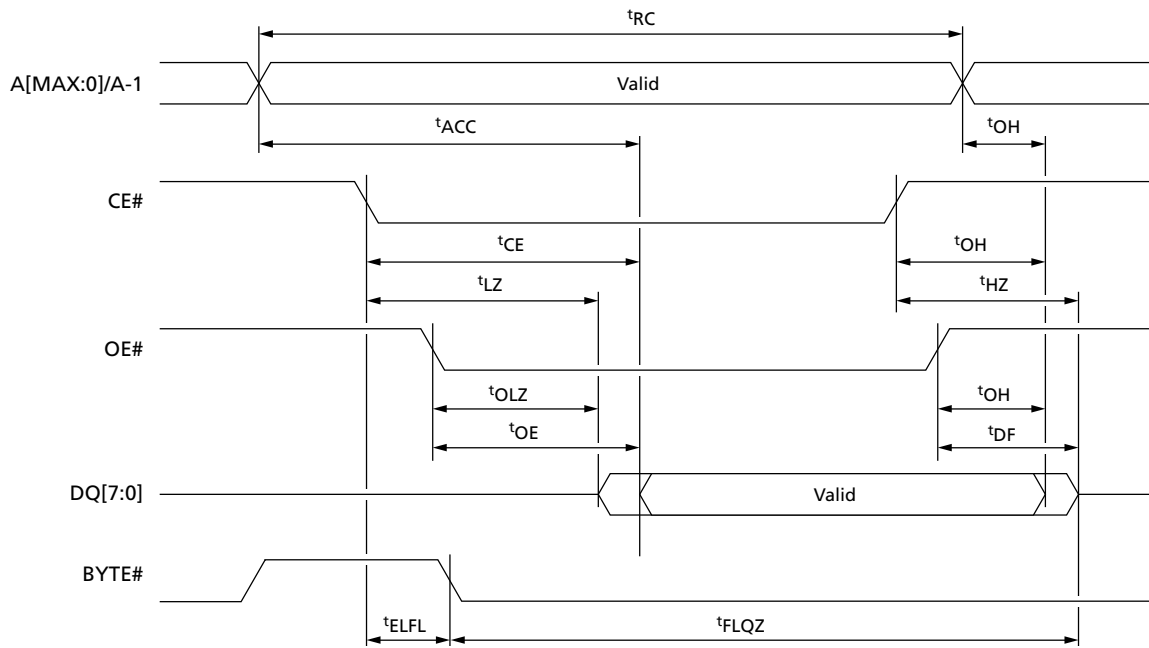 tRC
A[MAX:0]/A-1
Valid
tACC
tOH
CE#
tCE
tOH
tLZ
tHZ
OE#
tOLZ
tOH
tOE
tDF
DQ[7:0]
Valid
BYTE#
tELFL
tFLQZ